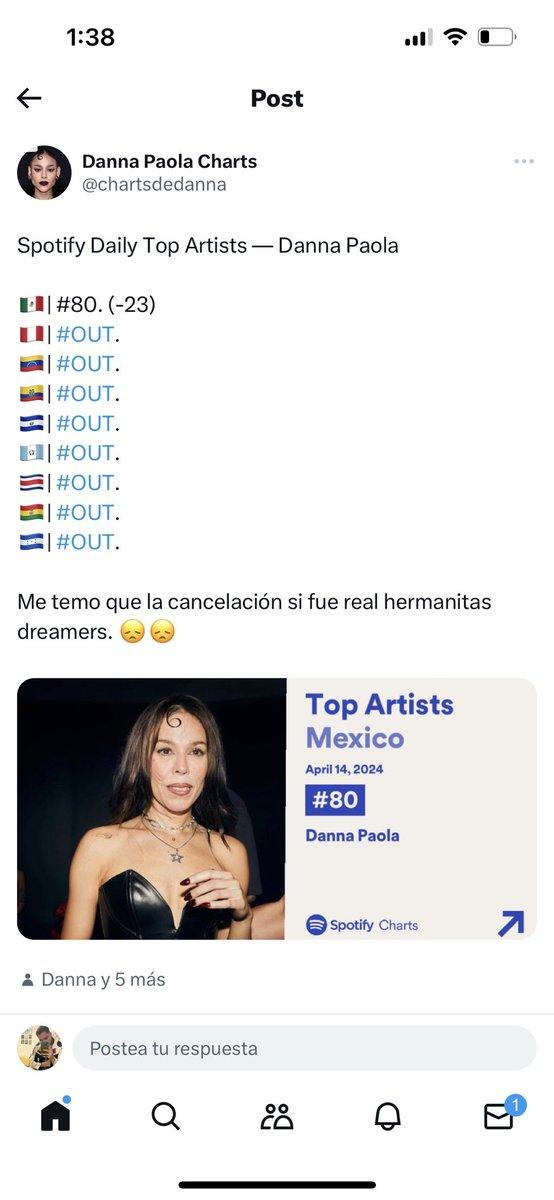 1:38
Post
Danna Paola Charts
@chartsdedanna
Spotify Daily Top Artists — Danna Paola
🇲🇽| #80. (-23)
🇵🇪| #OUT.
🇻🇪| #OUT.
🇪🇨| #OUT.
🇸🇻| #OUT.
🇬🇹| #OUT.
🇨🇷| #OUT.
🇧🇴| #OUT.
🇭🇳| #OUT.
Me temo que la cancelación si fue real hermanitas
dreamers. 😞😞
Top Artists
Mexico
April 14, 2024
#80
Danna Paola
Spotify Charts
Danna y 5 más
Postea tu respuesta
1